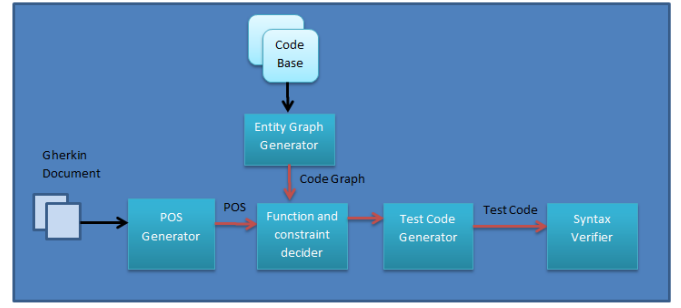 Code
Base
Entity Graph
Generator
Gherkin
Document
Code Graph
POS
Generator
POS
Function and
constraint
decider
Test Code
Generator
Test Code
Syntax
Verifier